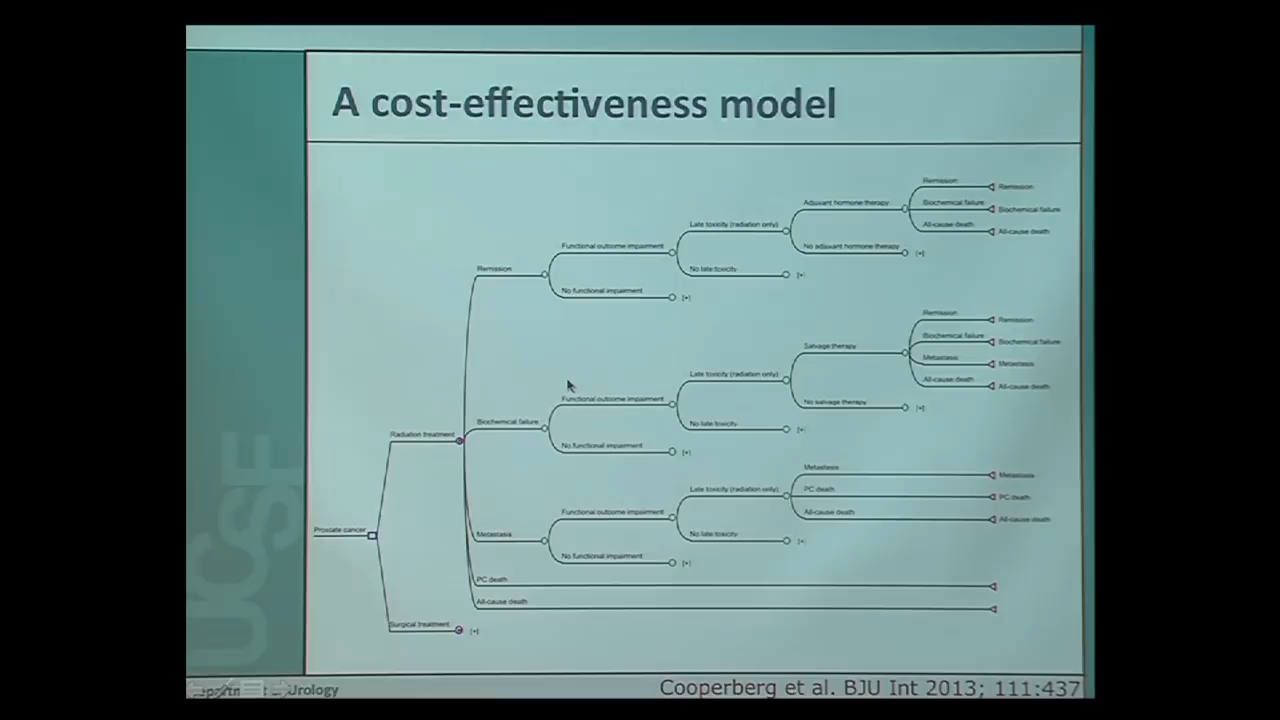 A cost-effectiveness model
Remission
Remission
Adjuvant hormone therapy
Biochemical failure
Biochemical failure
Late toxicity (radiation only)
All-cause death
All-cause death
Functional outcome impairment
No adjuvant hormone therapy
[+]
Remission
No late toxicity
[+]
No functional impairment
[+]
Remission
Remission
Biochemical failure
Biochemical failure
Salvage therapy
Metastasis
Metastasis
Late toxicity (radiation only)
All-cause death
All-cause death
Functional outcome impairment
No salvage therapy
[+]
Biochemical failure
No late toxicity
[+]
Radiation treatment
No functional impairment
[+]
Metastasis
Metastasis
Late toxicity (radiation only)
PC death
PC death
Functional outcome impairment
All-cause death
All-cause death
Prostate cancer
Metastasis
No late toxicity
[+]
No functional impairment
[+]
PC death
All-cause death
Surgical treatment
[+]
UCSF
Urology
Cooperberg et al. BJU Int 2013; 111:437